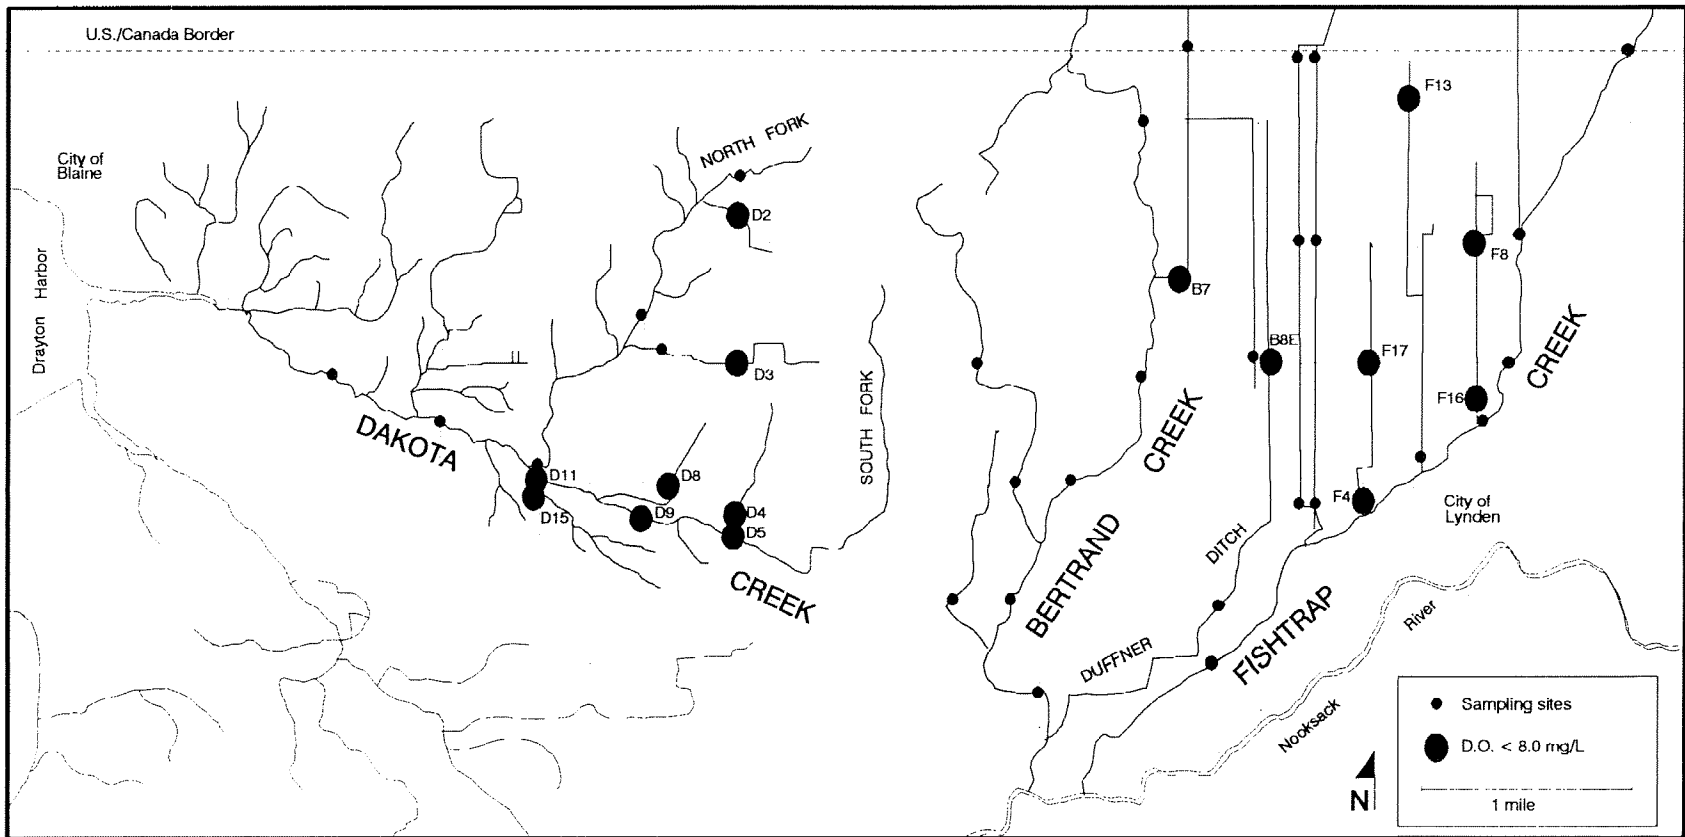 U.S./Canada Border
City of
Blaine
Drayton Harbor
NORTH FORK
D2
D3
D8
D11
D15
D9
D4
D5
DAKOTA
CREEK
SOUTH FORK
B7
F13
F8
F17
F16
F4
CREEK
CREEK
BERTRAND
DITCH
DUFFNER
FISHTRAP
City of
Lynden
River
Nooksack
N
Sampling sites
D.O. < 8.0 mg/L
1 mile